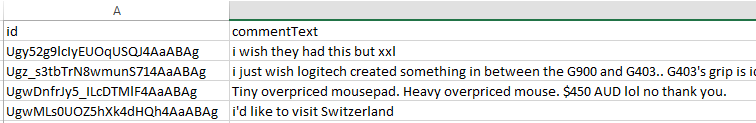 A
id commentText
Ugy52g9lcIyEUOqUSQJ4AaABAg i wish they had this but xxl
Ugz_s3tbTrN8wmunS714AaABAg i just wish logitech created something in between the G900 and G403.. G403's grip is
UgwDnfrJy5_ILcDTMlF4AaABAg Tiny overpriced mousepad. Heavy overpriced mouse. $450 AUD lol no thank you.
UgwMLs0UOZ5hXk4dHQh4AaABAg i'd like to visit Switzerland